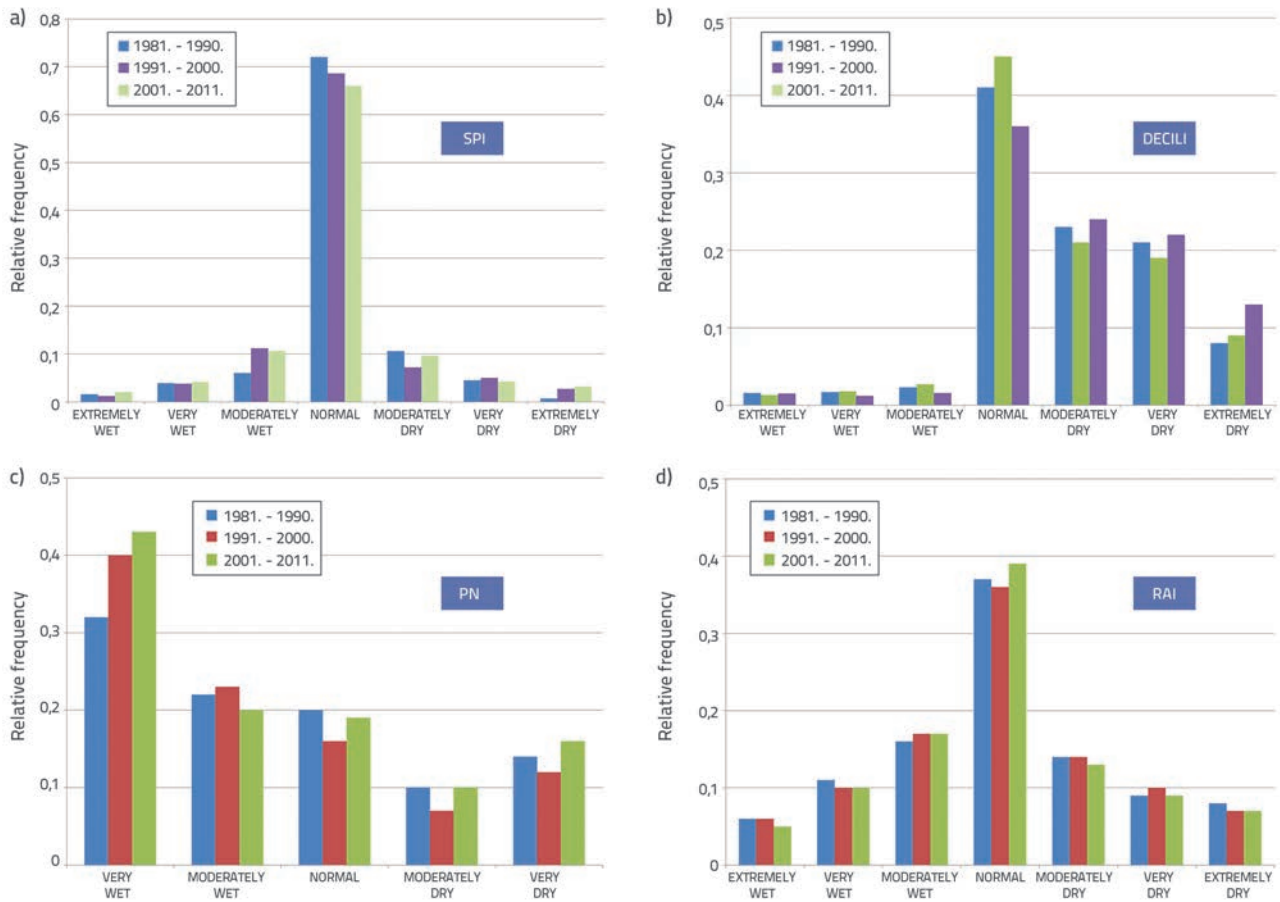 a)
Relative frequency
0,8
0,7
0,6
0,5
0,4
0,3
0,2
0,1
0
1981. - 1990.
1991. - 2000.
2001. - 2011.
SPI
EXTREMELY WET
VERY WET
MODERATELY WET
NORMAL
MODERATELY DRY
VERY DRY
EXTREMELY DRY
b)
Relative frequency
0,5
0,4
0,3
0,2
0,1
0
1981. - 1990.
1991. - 2000.
2001. - 2011.
DECILI
EXTREMELY WET
VERY WET
MODERATELY WET
NORMAL
MODERATELY DRY
VERY DRY
EXTREMELY DRY
c)
Relative frequency
0,5
0,4
0,3
0,2
0,1
0
1981. - 1990.
1991. - 2000.
2001. - 2011.
PN
VERY WET
MODERATELY WET
NORMAL
MODERATELY DRY
VERY DRY
d)
Relative frequency
0,5
0,4
0,3
0,2
0,1
0
1981. - 1990.
1991. - 2000.
2001. - 2011.
RAI
EXTREMELY WET
VERY WET
MODERATELY WET
NORMAL
MODERATELY DRY
VERY DRY
EXTREMELY DRY